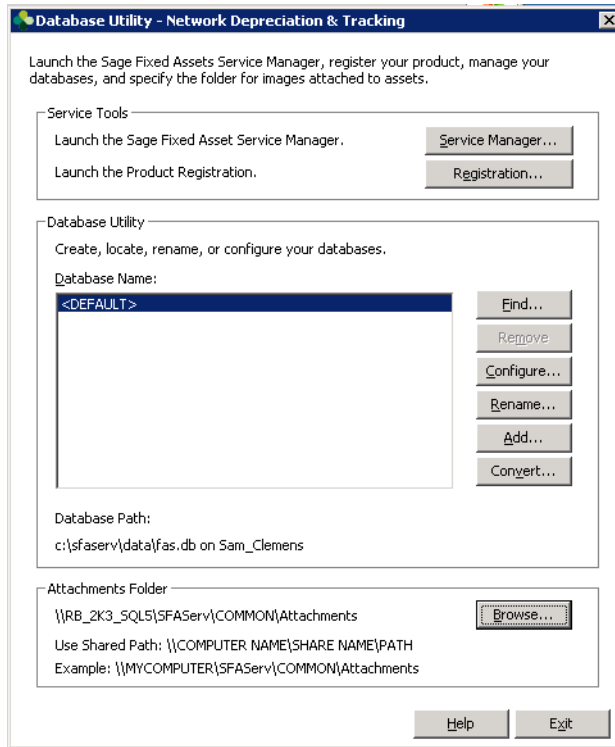 Database Utility - Network Depreciation & Tracking
Launch the Sage Fixed Assets Service Manager, register your product, manage your
databases, and specify the folder for images attached to assets.
Service Tools
Launch the Sage Fixed Asset Service Manager.
Service Manager...
Launch the Product Registration.
Registration...
Database Utility
Create, locate, rename, or configure your databases.
Database Name:
<DEFAULT>
Find...
Remove
Configure...
Rename...
Add...
Convert...
Database Path:
c:\sfaserv\data\fas.db on Sam_Clemens
Attachments Folder
\\RB_2K3_SQL5\SFAServ\COMMON\Attachments
Browse...
Use Shared Path: \\COMPUTER NAME\SHARE NAME\PATH
Example: \\MYCOMPUTER\SFAServ\COMMON\Attachments
Help
Exit